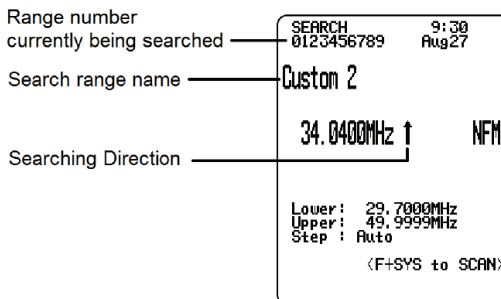 Range number
currently being searched
Search range name
Searching Direction
SEARCH 9:30
0123456789 Aug27
Custom 2
34.0400MHz ↑ NFM
Lower: 29.7000MHz
Upper: 49.9999MHz
Step : Auto
<F+SYS to SCAN>